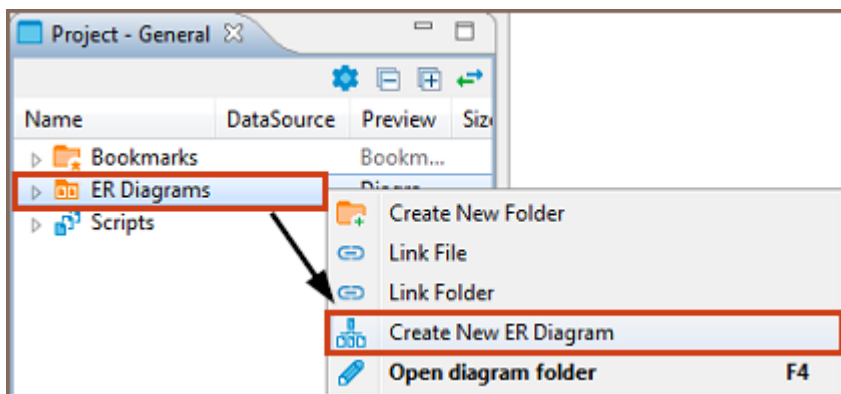 Project - General
Name DataSource Preview Siz
Bookmarks Bookm...
ER Diagrams
Scripts
Create New Folder
Link File
Link Folder
Create New ER Diagram
Open diagram folder F4